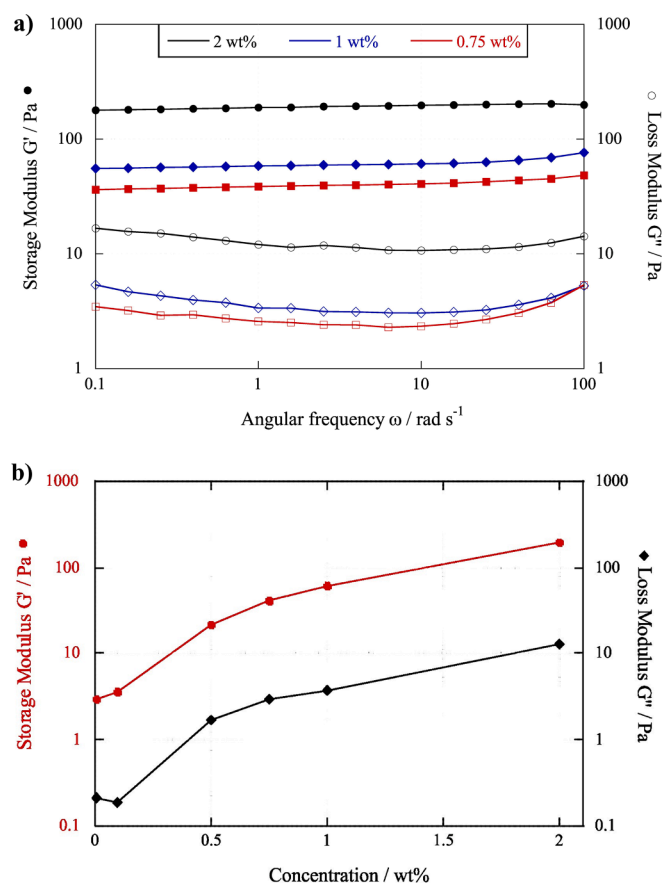 a)
2 wt%
1 wt%
0.75 wt%
1000
100
10
1
Storage Modulus G' / Pa
1000
100
10
1
Loss Modulus G" / Pa
0.1
1
10
100
Angular frequency ω / rad s⁻¹
b)
1000
100
10
1
0.1
Storage Modulus G' / Pa
1000
100
10
1
0.1
Loss Modulus G" / Pa
0
0.5
1
1.5
2
Concentration / wt%